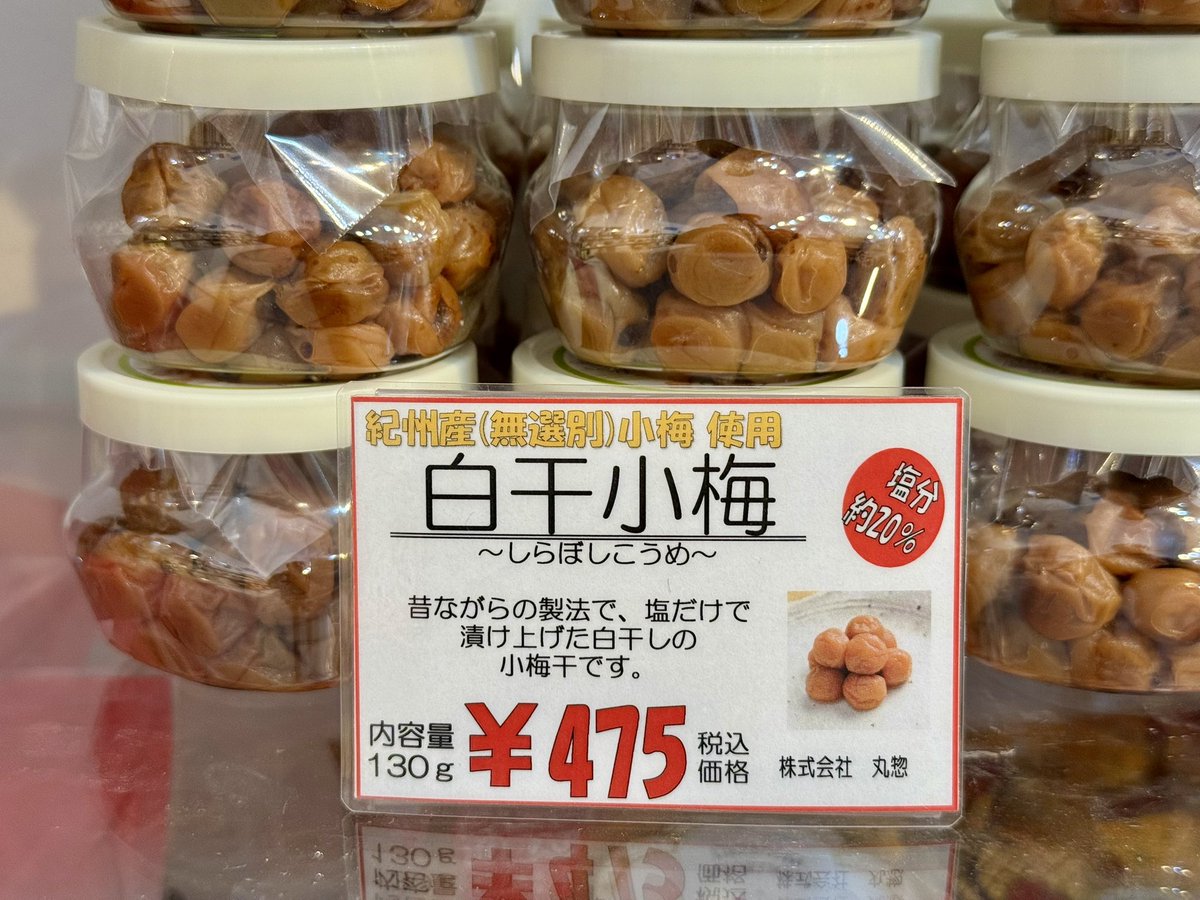 紀州産(無選別)小梅 使用
白干小梅
～しらぼしこうめ～
塩分
約20%
昔ながらの製法で、塩だけで
漬け上げた白干しの
小梅干です。
内容量
130g
¥475
税込
価格
株式会社 丸惣